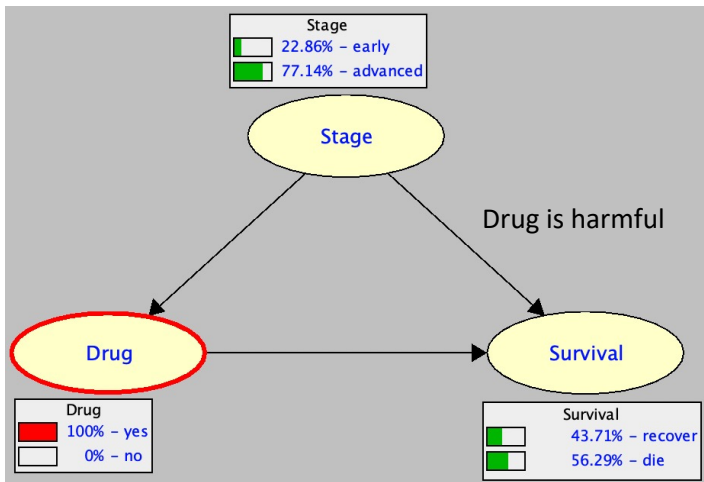 Stage
22.86% - early
77.14% - advanced
Stage
Drug is harmful
Drug
Survival
Drug
100% - yes
0% - no
Survival
43.71% - recover
56.29% - die